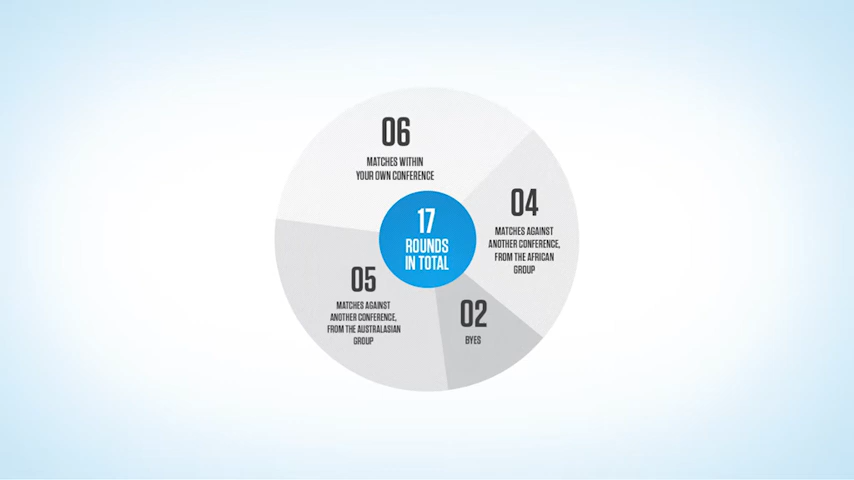 06
MATCHES WITHIN
YOUR OWN CONFERENCE
17
ROUNDS
IN TOTAL
04
MATCHES AGAINST
ANOTHER CONFERENCE,
FROM THE AFRICAN
GROUP
05
MATCHES AGAINST
ANOTHER CONFERENCE,
FROM THE AUSTRALASIAN
GROUP
02
BYES